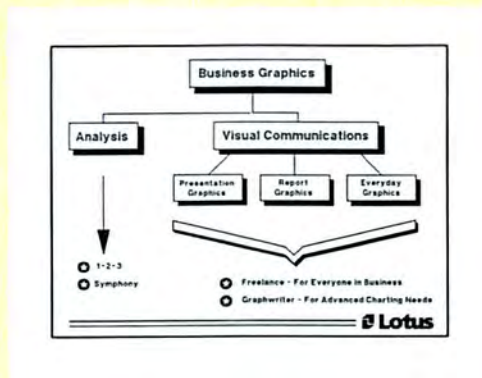 Business Graphics
Analysis
Visual Communications
Presentation
Graphics
Report
Graphics
Everyday
Graphics
1-2-3
Symphony
Freelance - For Everyone in Business
Graphwriter - For Advanced Charting Needs
Lotus